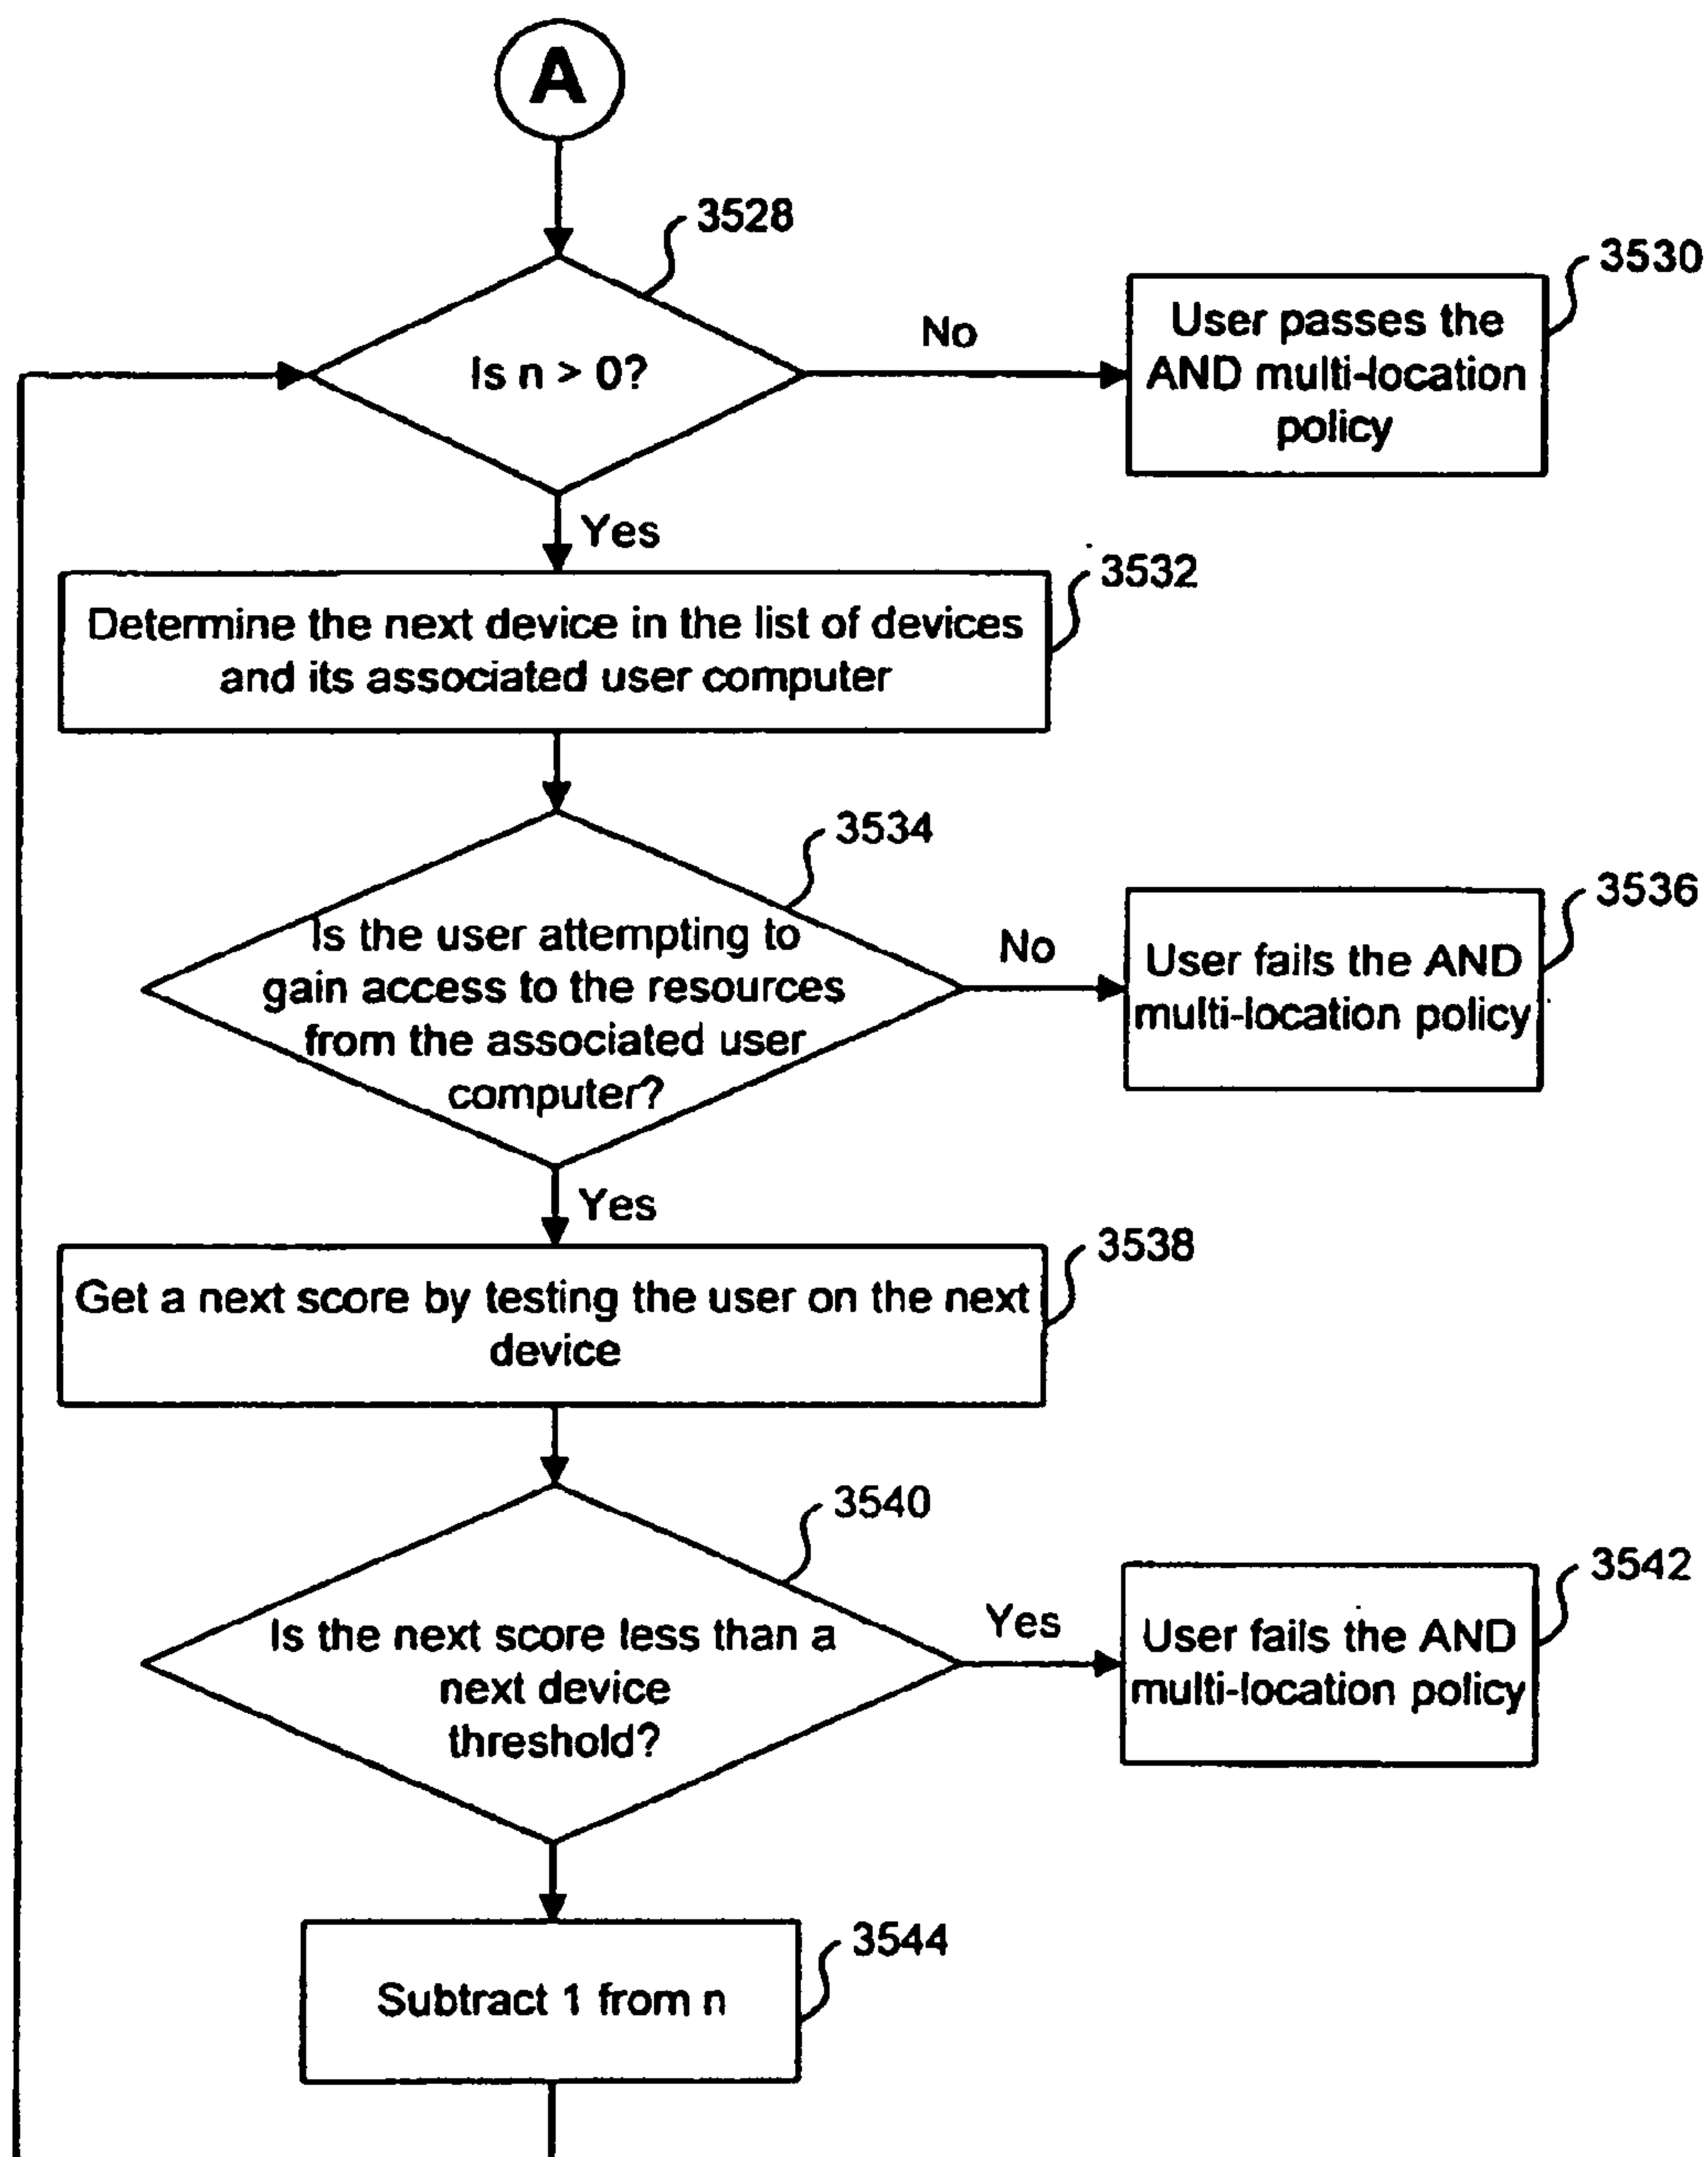 A
3528
Is n > 0?
No
3530
User passes the
AND multi-location
policy
Yes
3532
Determine the next device in the list of devices
and its associated user computer
3534
Is the user attempting to
gain access to the resources
from the associated user
computer?
No
3536
User fails the AND
multi-location policy
Yes
3538
Get a next score by testing the user on the next
device
3540
Is the next score less than a
next device
threshold?
Yes
3542
User fails the AND
multi-location policy
3544
Subtract 1 from n